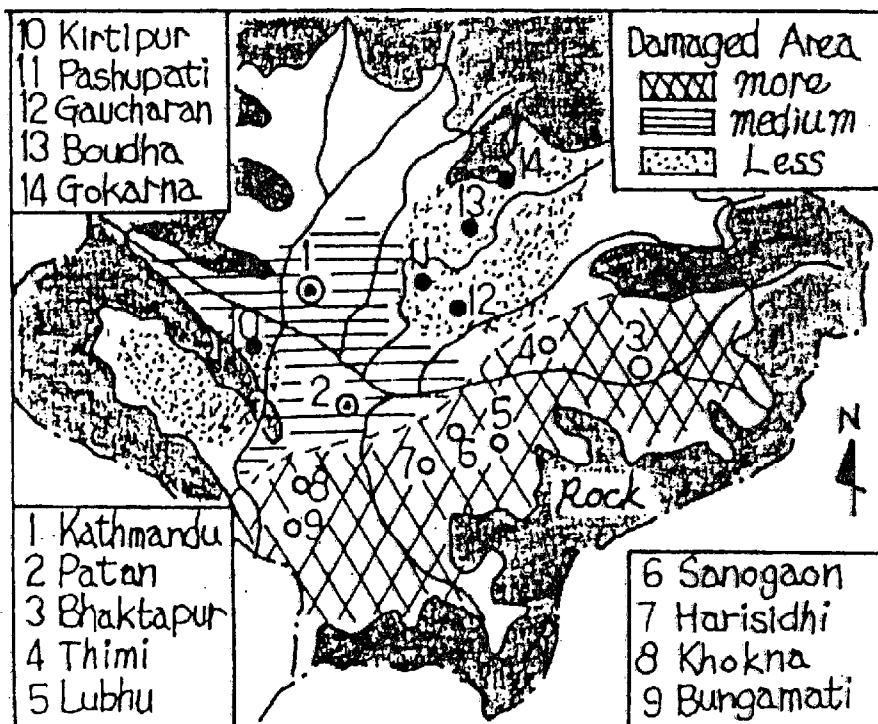 10 Kirtipur
11 Pashupati
12 Gaucharan
13 Boudha
14 Gokarna
Damaged Area
more
medium
Less
14
13
1
11
12
10
4
3
2
5
6
7
8
9
N
Rock
1 Kathmandu
2 Patan
3 Bhaktapur
4 Thimi
5 Lubhu
6 Sanogaon
7 Harisidhi
8 Khokna
9 Bungamati